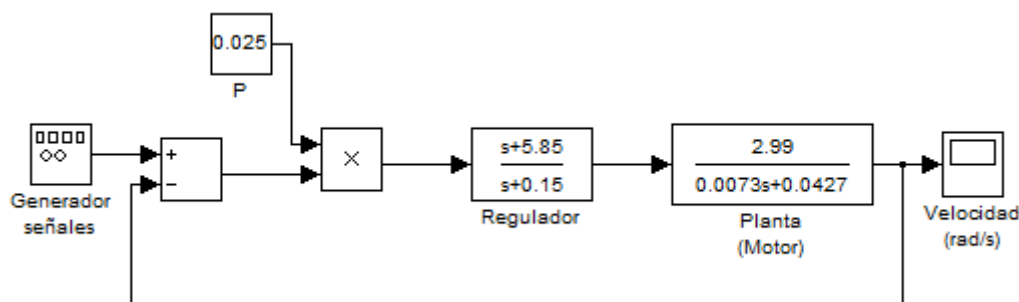 0.025
P
Generador
señales
+
−
×
s+5.85
s+0.15
Regulador
2.99
0.0073s+0.0427
Planta
(Motor)
Velocidad
(rad/s)